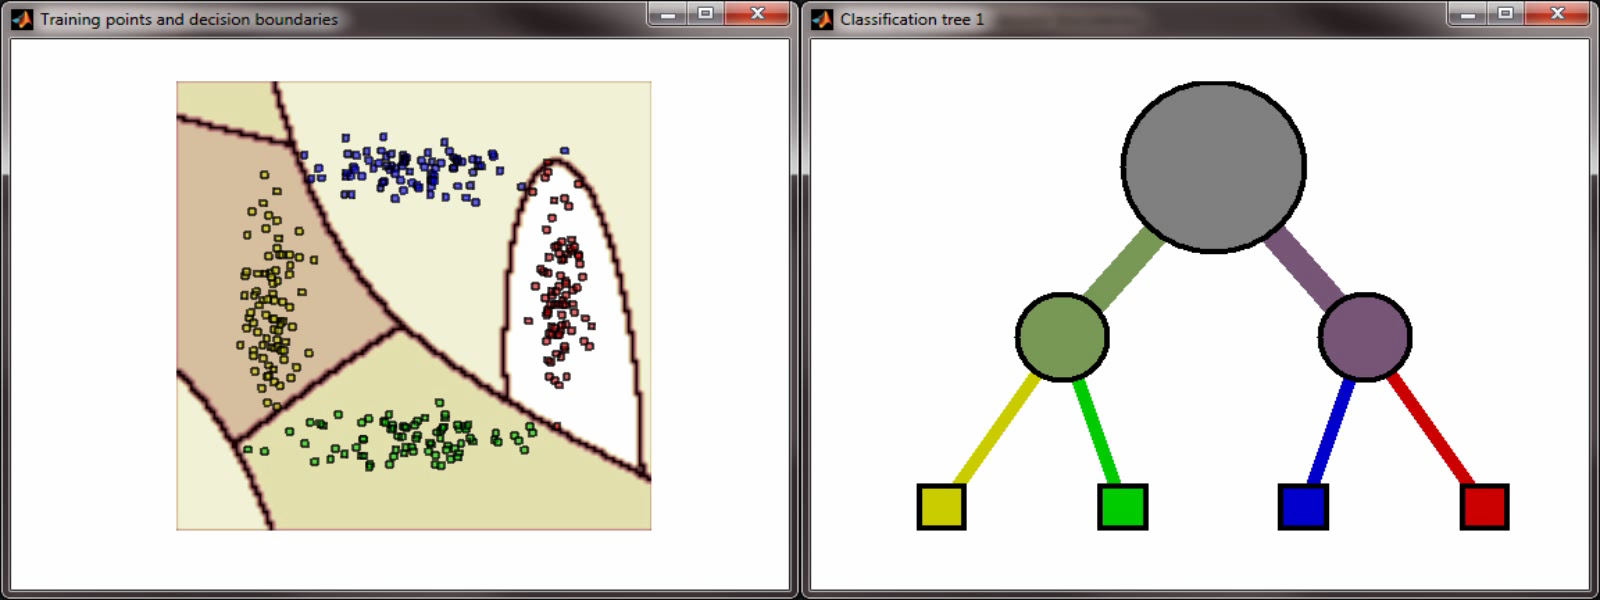 Training points and decision boundaries
Classification tree 1